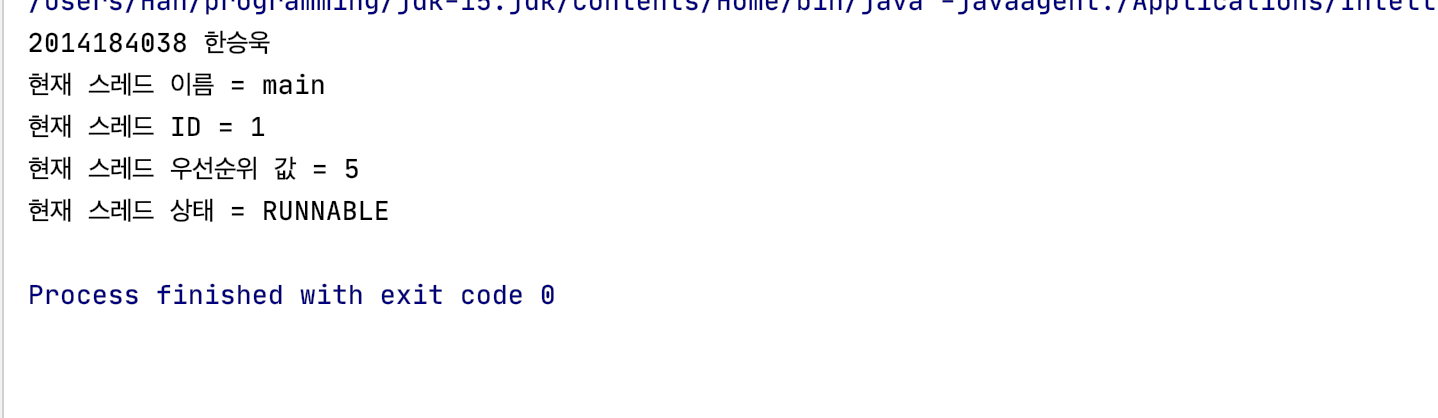 /Users/Han/programming/jdk-15.jdk/Contents/Home/bin/java -javaagent:/Applications/Intell
2014184038 한승욱
현재 스레드 이름 = main
현재 스레드 ID = 1
현재 스레드 우선순위 값 = 5
현재 스레드 상태 = RUNNABLE
Process finished with exit code 0